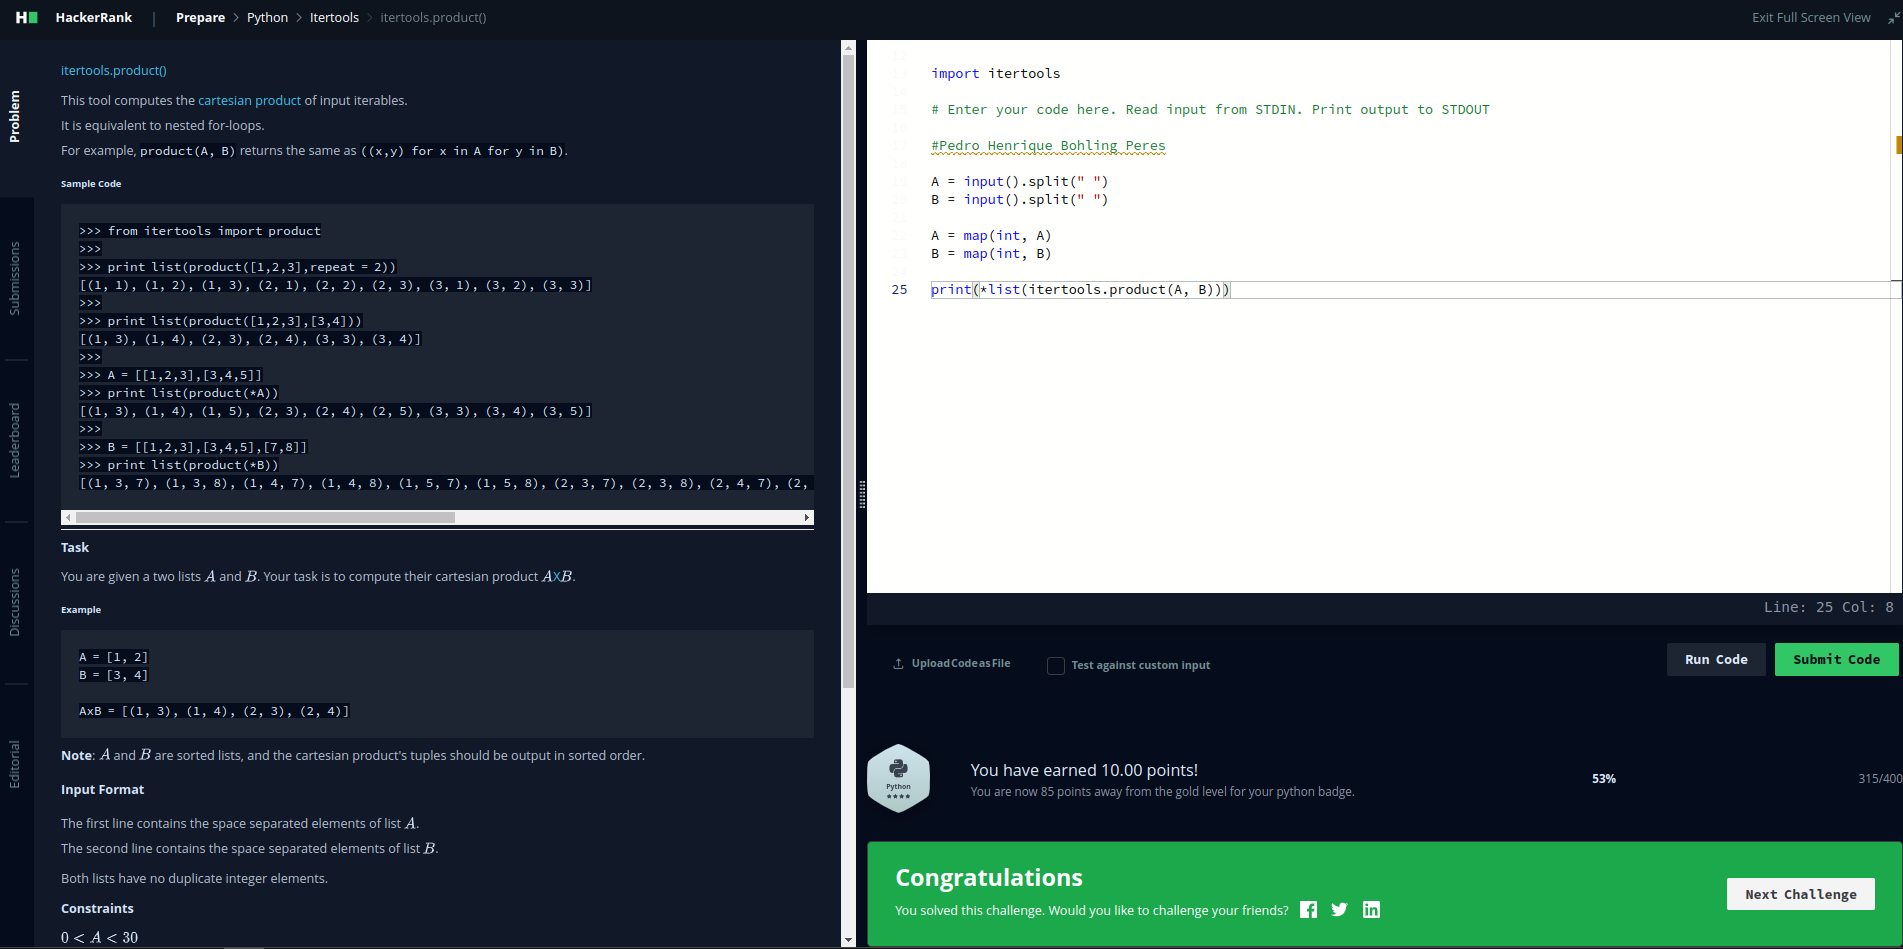 HackerRank | Prepare > Python > Itertools > itertools.product()
Exit Full Screen View
Problem
Submissions
Leaderboard
Discussions
Editorial
itertools.product()
This tool computes the cartesian product of input iterables.
It is equivalent to nested for-loops.
For example, product(A, B) returns the same as ((x,y) for x in A for y in B).
Sample Code
>>> from itertools import product
>>>
>>> print list(product([1,2,3],repeat = 2))
[(1, 1), (1, 2), (1, 3), (2, 1), (2, 2), (2, 3), (3, 1), (3, 2), (3, 3)]
>>>
>>> print list(product([1,2,3],[3,4]))
[(1, 3), (1, 4), (2, 3), (2, 4), (3, 3), (3, 4)]
>>>
>>> A = [[1,2,3],[3,4,5]]
>>> print list(product(*A))
[(1, 3), (1, 4), (1, 5), (2, 3), (2, 4), (2, 5), (3, 3), (3, 4), (3, 5)]
>>>
>>> B = [[1,2,3],[3,4,5],[7,8]]
>>> print list(product(*B))
[(1, 3, 7), (1, 3, 8), (1, 4, 7), (1, 4, 8), (1, 5, 7), (1, 5, 8), (2, 3, 7), (2, 3, 8), (2, 4, 7), (2,
Task
You are given a two lists A and B. Your task is to compute their cartesian product AXB.
Example
A = [1, 2]
B = [3, 4]
AxB = [(1, 3), (1, 4), (2, 3), (2, 4)]
Note: A and B are sorted lists, and the cartesian product's tuples should be output in sorted order.
Input Format
The first line contains the space separated elements of list A.
The second line contains the space separated elements of list B.
Both lists have no duplicate integer elements.
Constraints
0 < A < 30
import itertools
# Enter your code here. Read input from STDIN. Print output to STDOUT
#Pedro Henrique Bohling Peres
A = input().split(" ")
B = input().split(" ")
A = map(int, A)
B = map(int, B)
25 print(*list(itertools.product(A, B)))
Line: 25 Col: 8
Upload Code as File
Test against custom input
Run Code
Submit Code
Python
You have earned 10.00 points!
You are now 85 points away from the gold level for your python badge.
53%
315/400
Congratulations
You solved this challenge. Would you like to challenge your friends?
Next Challenge